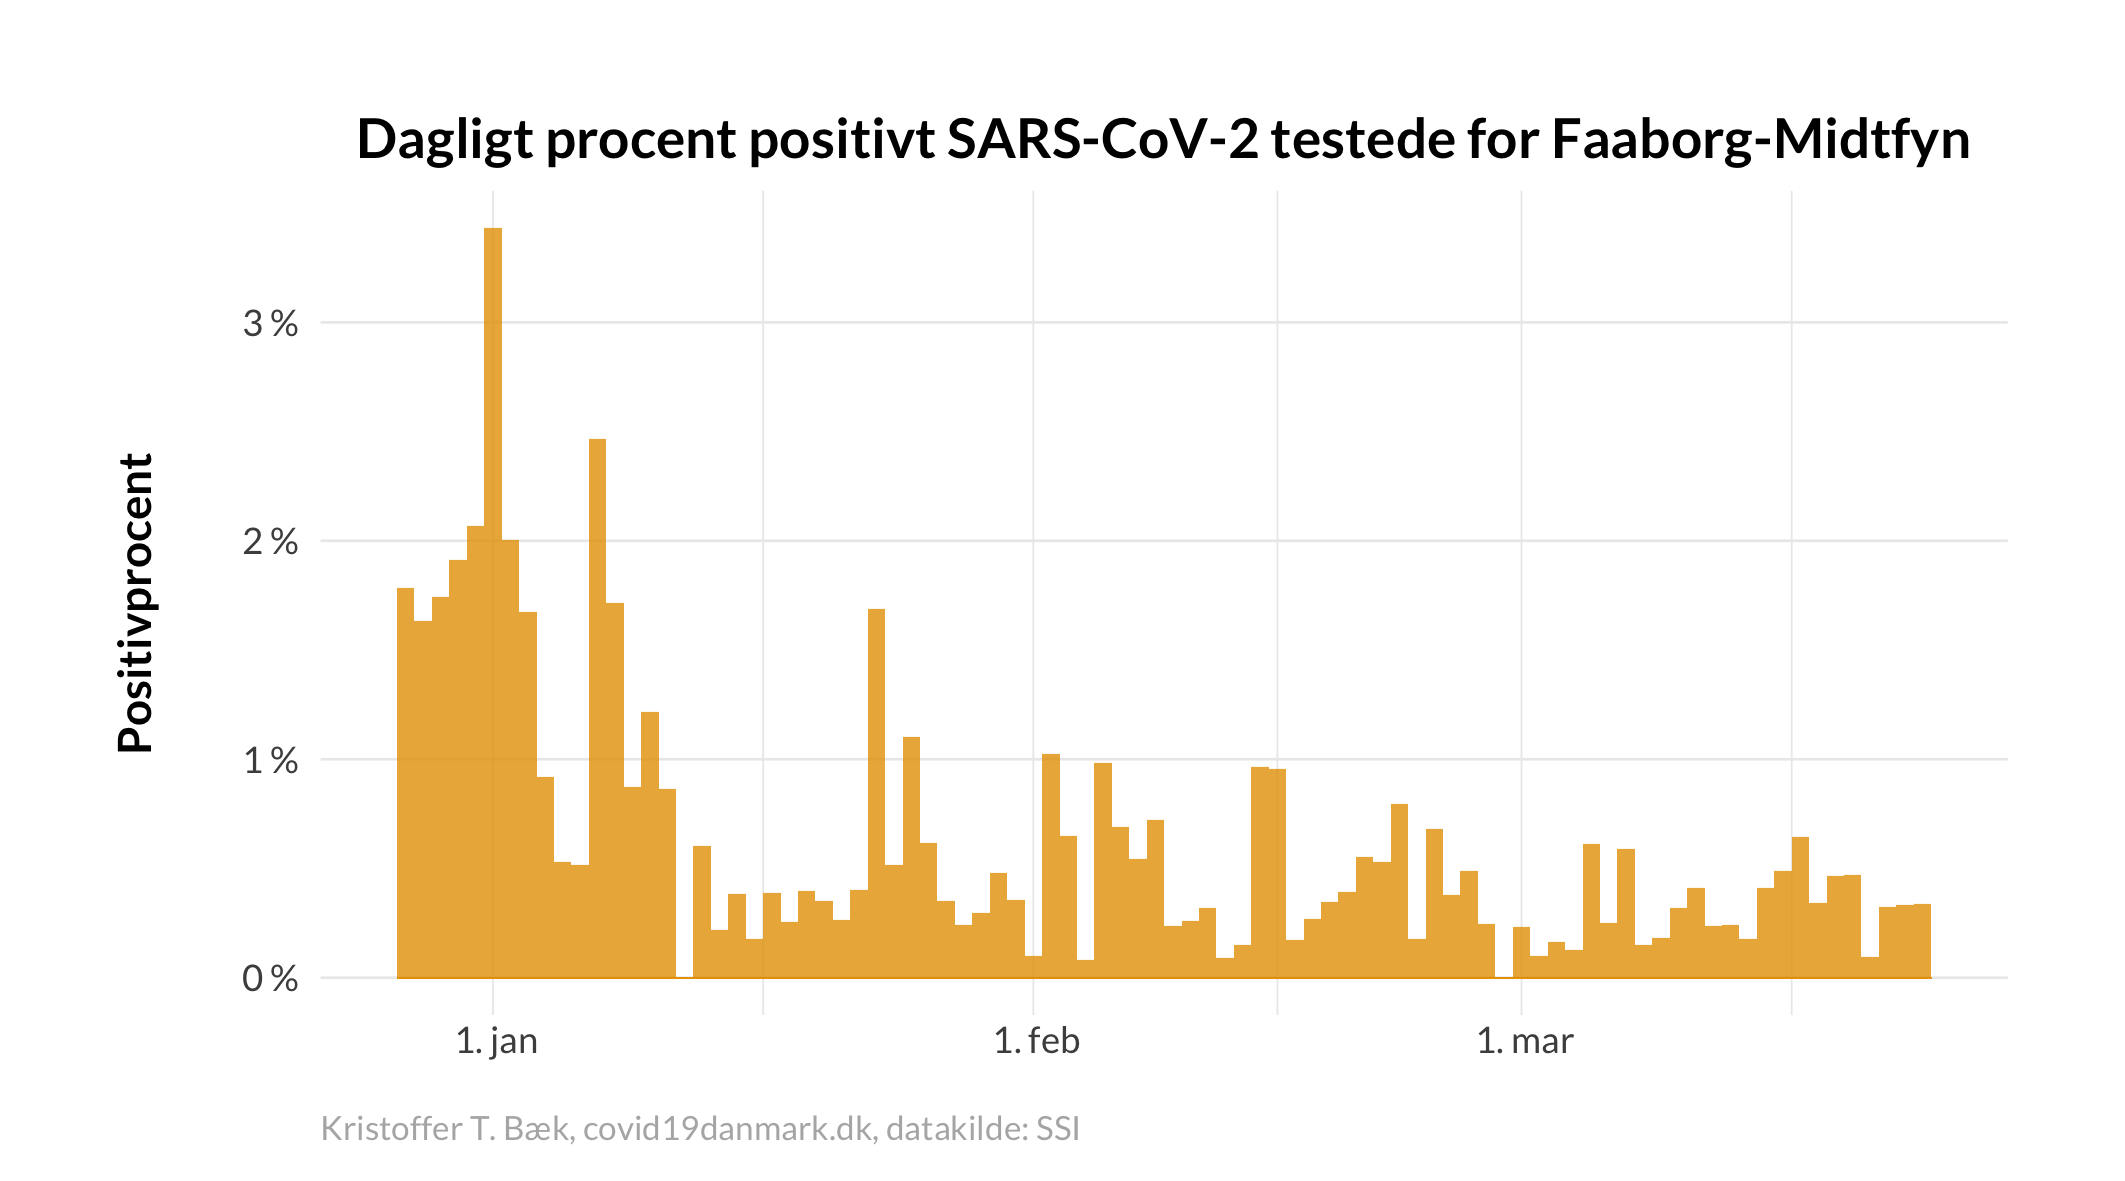 Dagligt procent positivt SARS-CoV-2 testede for Faaborg-Midtfyn
Positivprocent
3 %
2 %
1 %
0 %
1. jan
1. feb
1. mar
Kristoffer T. Bæk, covid19danmark.dk, datakilde: SSI